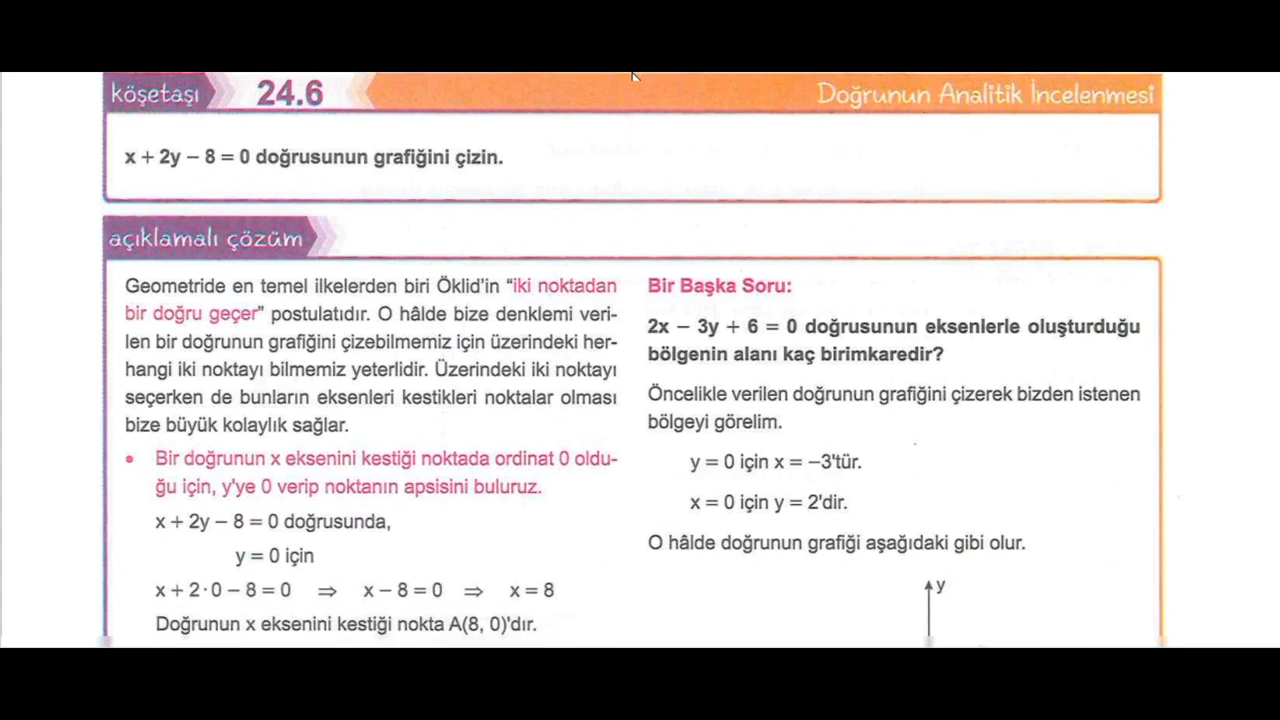 köşetaşı
24.6
Doğrunun Analitik İncelenmesi
x + 2y − 8 = 0 doğrusunun grafiğini çizin.
açıklamalı çözüm
Geometride en temel ilkelerden biri Öklid'in "iki noktadan
bir doğru geçer" postulatıdır. O hâlde bize denklemi veri-
len bir doğrunun grafiğini çizebilmemiz için üzerindeki her-
hangi iki noktayı bilmemiz yeterlidir. Üzerindeki iki noktayı
seçerken de bunların eksenleri kestikleri noktalar olması
bize büyük kolaylık sağlar.
• Bir doğrunun x eksenini kestiği noktada ordinat 0 oldu-
ğu için, y'ye 0 verip noktanın apsisini buluruz.
x + 2y − 8 = 0 doğrusunda,
y = 0 için
x + 2·0 − 8 = 0 ⇒ x − 8 = 0 ⇒ x = 8
Doğrunun x eksenini kestiği nokta A(8, 0)'dır.
Bir Başka Soru:
2x − 3y + 6 = 0 doğrusunun eksenlerle oluşturduğu
bölgenin alanı kaç birimkaredir?
Öncelikle verilen doğrunun grafiğini çizerek bizden istenen
bölgeyi görelim.
y = 0 için x = −3'tür.
x = 0 için y = 2'dir.
O hâlde doğrunun grafiği aşağıdaki gibi olur.
y